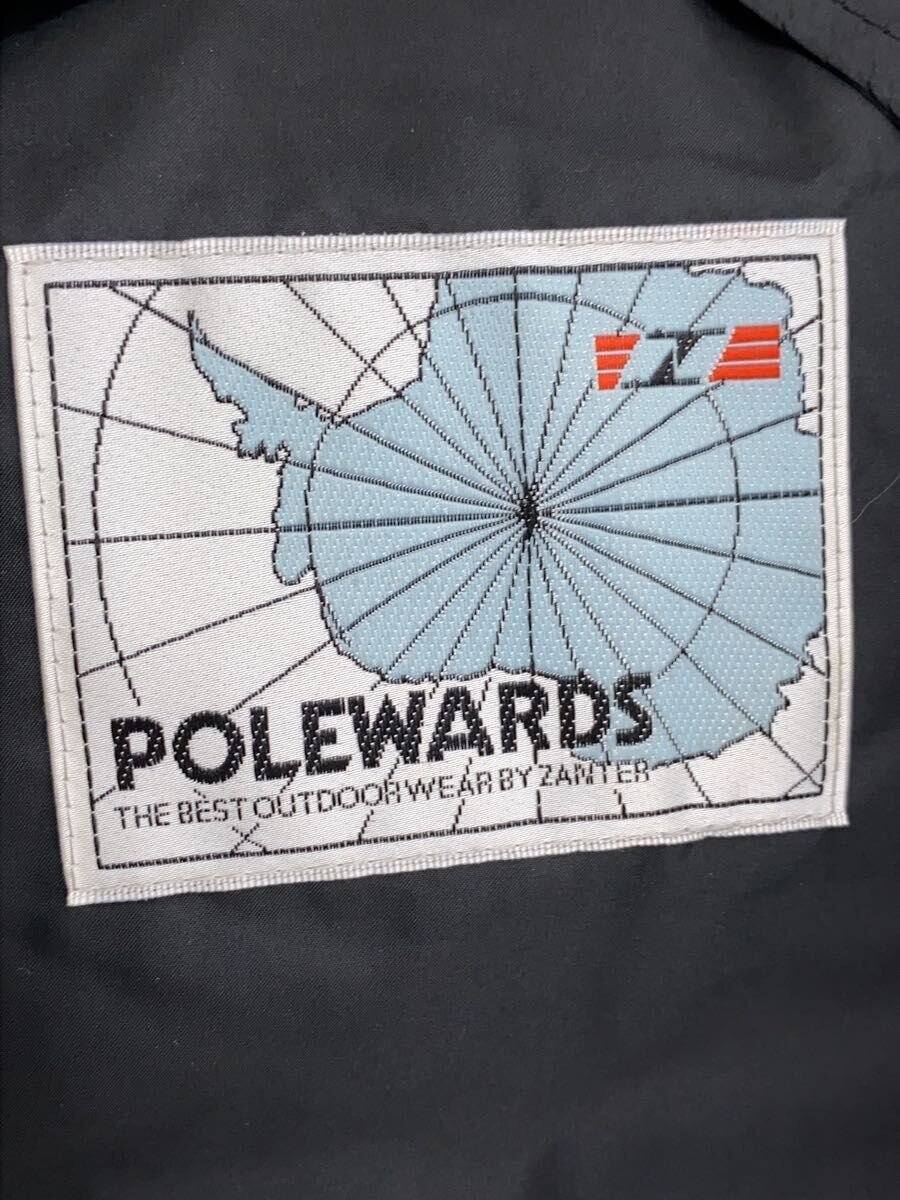 Z
POLEWARDS
THE BEST OUTDOOR WEAR BY ZANTER